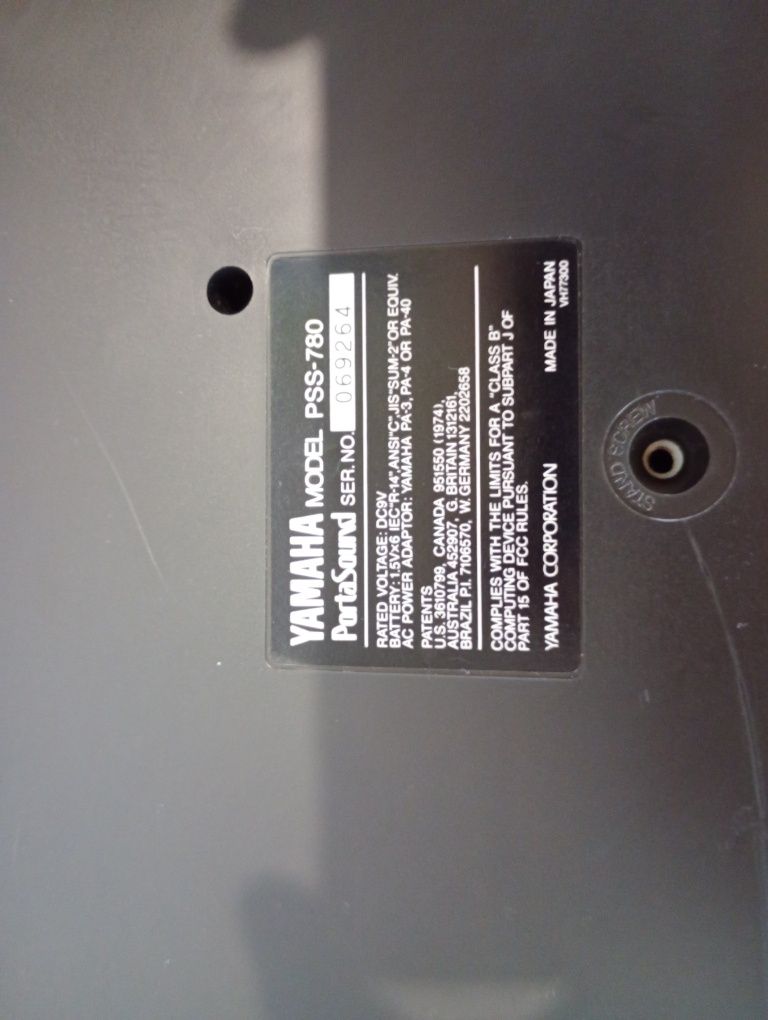 YAMAHA MODEL PSS-780
PortaSound SER. NO. 069264
RATED VOLTAGE: DC9V
BATTERY: 1.5V×6 IEC"R-14",ANSI"C",JIS"SUM-2"OR EQUIV.
AC POWER ADAPTOR: YAMAHA PA-3, PA-4 OR PA-40
PATENTS
U.S. 3610799, CANADA 951550 (1974),
AUSTRALIA 452907, G. BRITAIN 1312161,
BRAZIL P.I. 7106570, W. GERMANY 2202658
COMPLIES WITH THE LIMITS FOR A "CLASS B"
COMPUTING DEVICE PURSUANT TO SUBPART J OF
PART 15 OF FCC RULES.
YAMAHA CORPORATION MADE IN JAPAN
VH77300
STAND SCREW